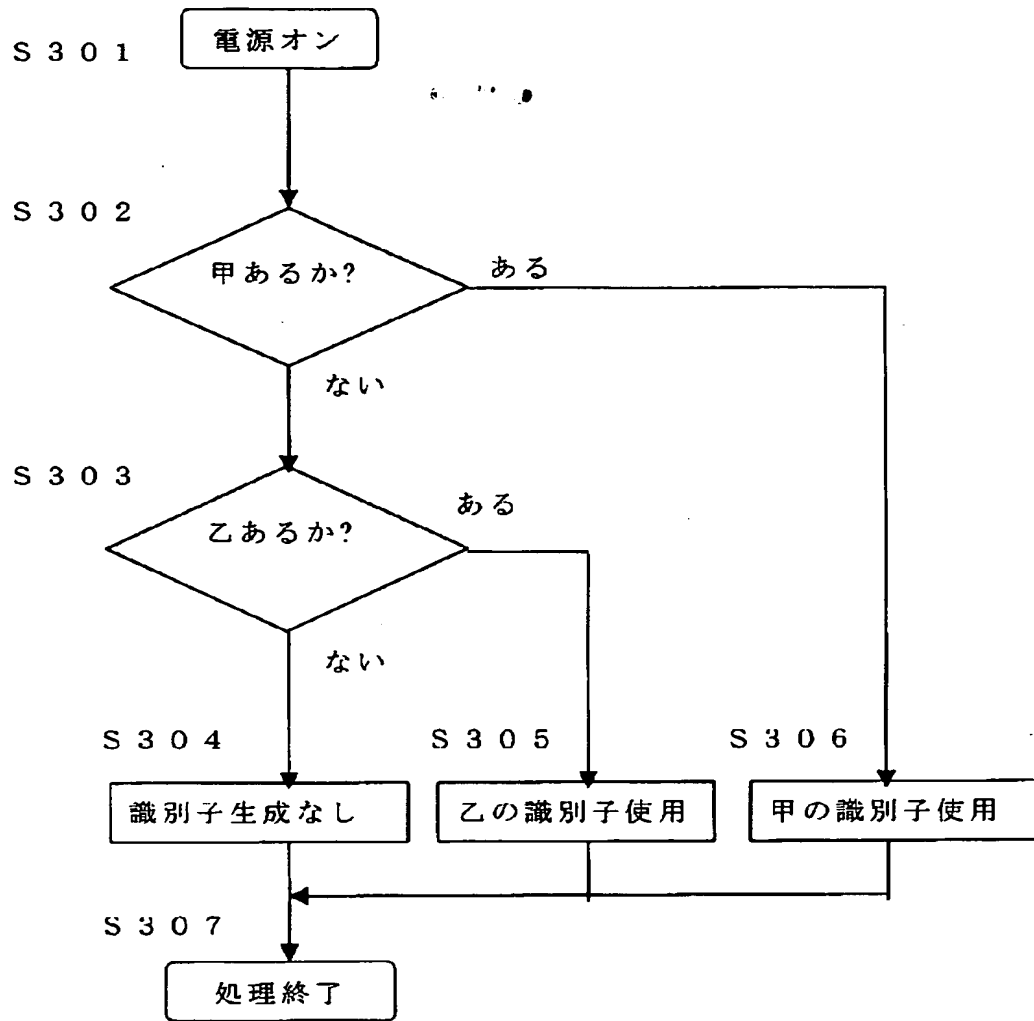 S301
電源オン
S302
甲あるか?
ある
ない
S303
乙あるか?
ある
ない
S304
S305
S306
識別子生成なし
乙の識別子使用
甲の識別子使用
S307
処理終了